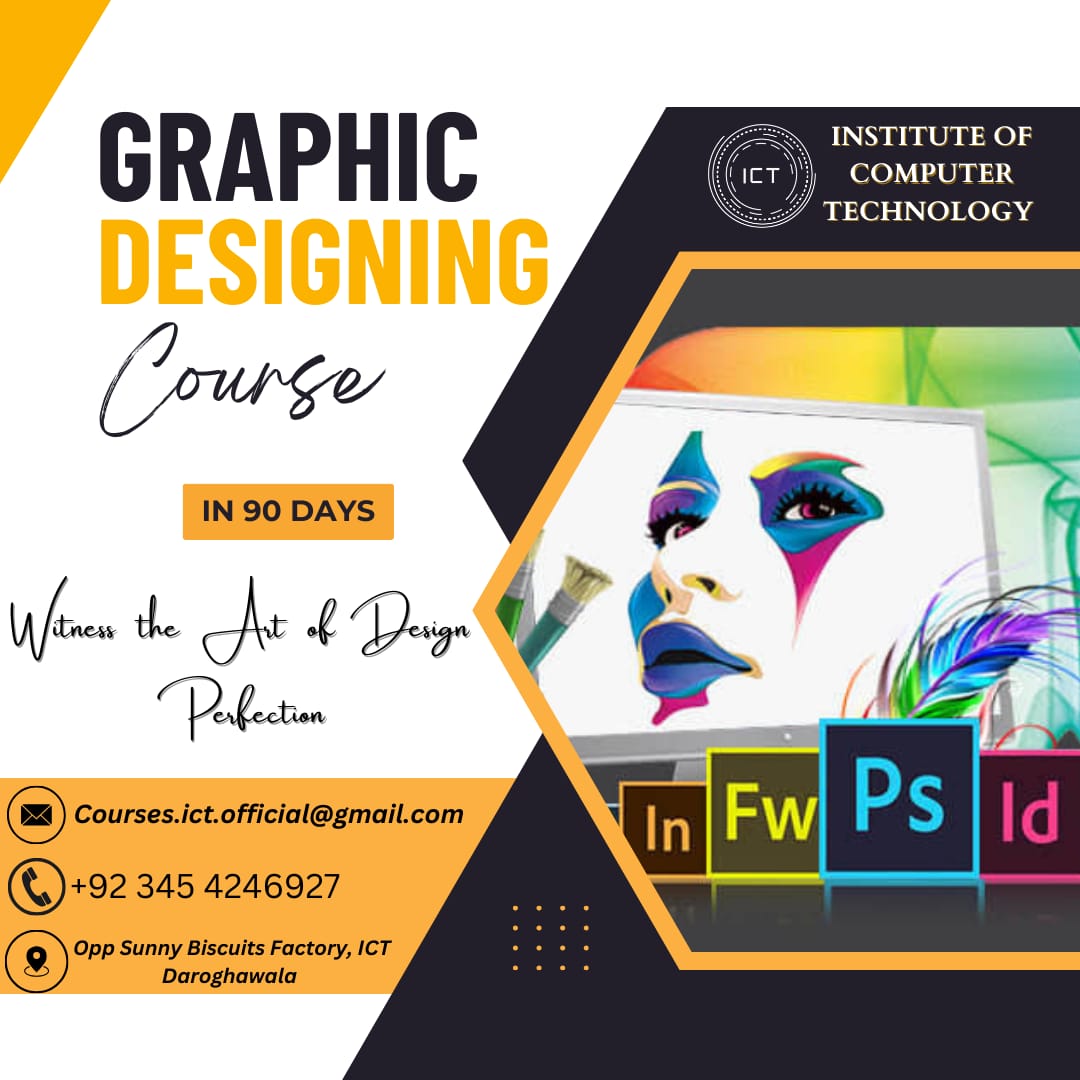 GRAPHIC
DESIGNING
Course
IN 90 DAYS
Witness the Art of Design
Perfection
Courses.ict.official@gmail.com
+92 345 4246927
Opp Sunny Biscuits Factory, ICT
Daroghawala
ICT
INSTITUTE OF
COMPUTER
TECHNOLOGY
In
Fw
Ps
Id